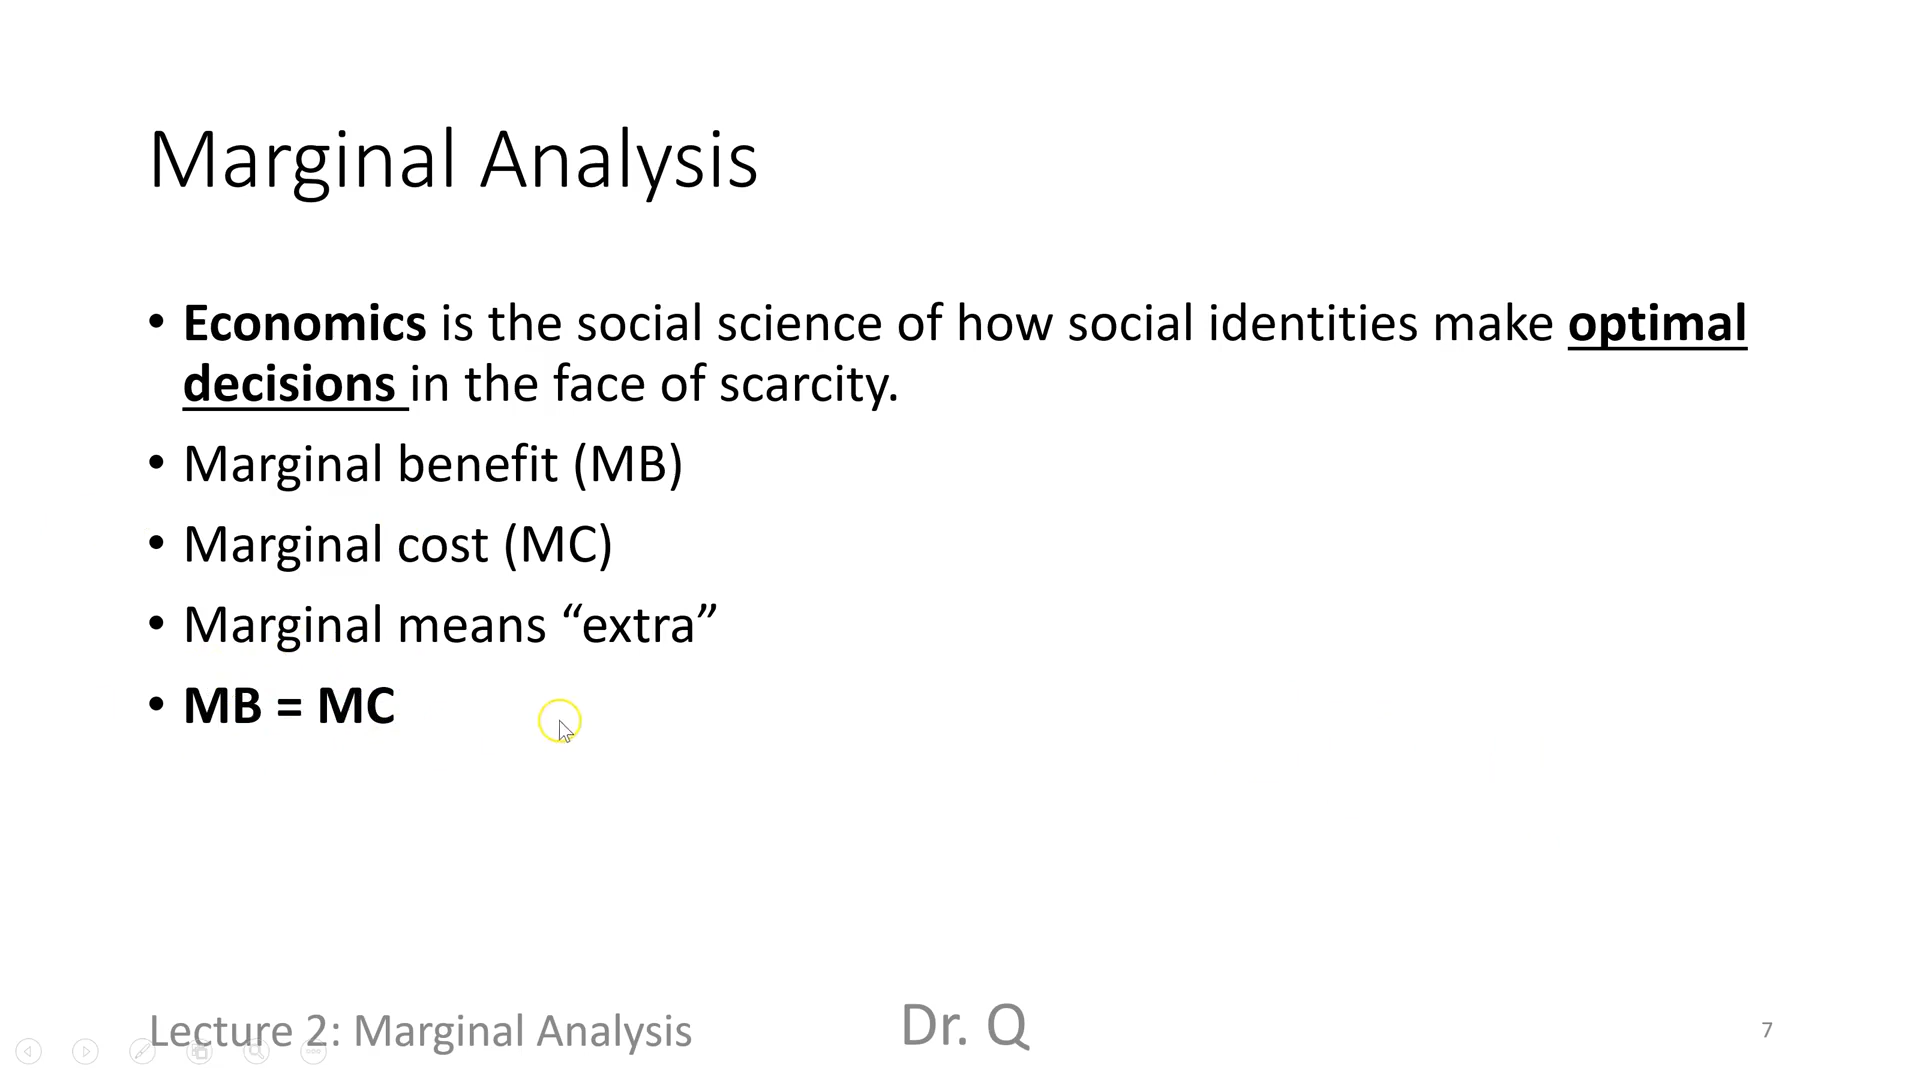 Marginal Analysis
• Economics is the social science of how social identities make optimal
decisions in the face of scarcity.
• Marginal benefit (MB)
• Marginal cost (MC)
• Marginal means “extra”
• MB = MC
Lecture 2: Marginal Analysis
Dr. Q
7